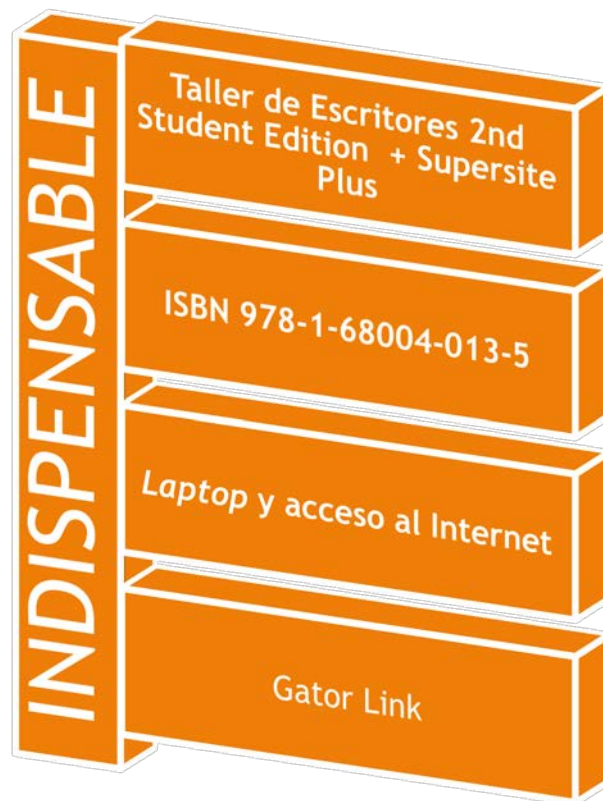 INDISPENSABLE
Taller de Escritores 2nd
Student Edition + Supersite
Plus
ISBN 978-1-68004-013-5
Laptop y acceso al Internet
Gator Link